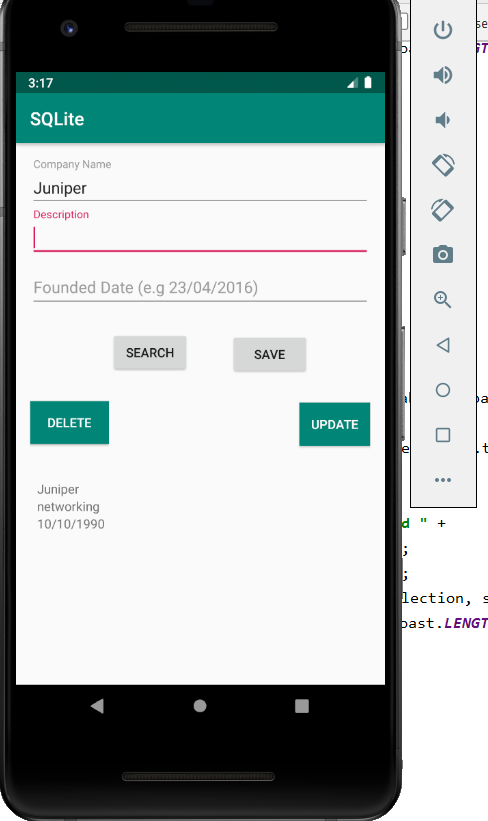 3:17
SQLite
Company Name
Juniper
Description
Founded Date (e.g 23/04/2016)
SEARCH
SAVE
DELETE
UPDATE
Juniper
networking
10/10/1990
d " +
;
;
lection, s
oast.LENGT